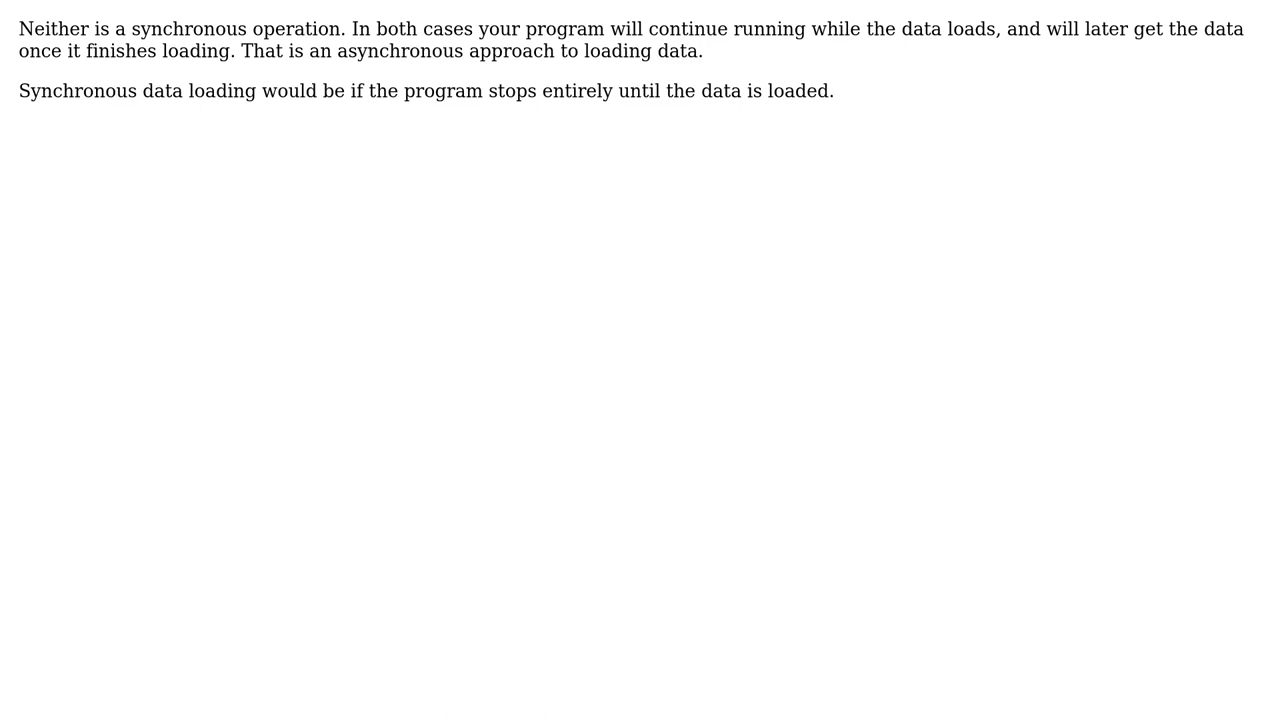 Neither is a synchronous operation. In both cases your program will continue running while the data loads, and will later get the data
once it finishes loading. That is an asynchronous approach to loading data.
Synchronous data loading would be if the program stops entirely until the data is loaded.